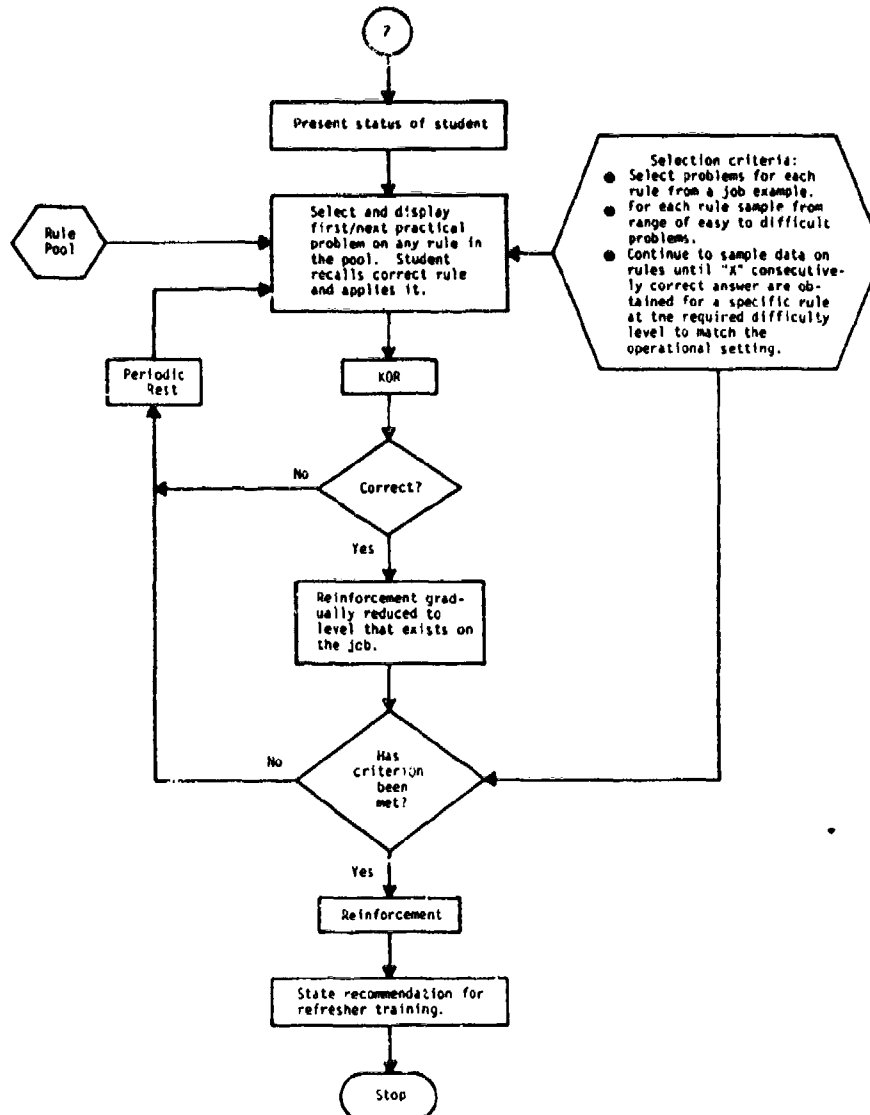 ?
Present status of student
Selection criteria:
● Select problems for each
rule from a job example.
● For each rule sample from
range of easy to difficult
problems.
● Continue to sample data on
rules until "X" consecutive-
ly correct answer are ob-
tained for a specific rule
at tne required difficulty
level to match the
operational setting.
Rule
Pool
Select and display
first/next practical
problem on any rule in
the pool. Student
recalls correct rule
and applies it.
Periodic
Rest
KOR
No
Correct?
Yes
Reinforcement grad-
ually reduced to
level that exists on
the job.
No
Has
criterion
been
met?
Yes
Reinforcement
State recommendation for
refresher training.
Stop